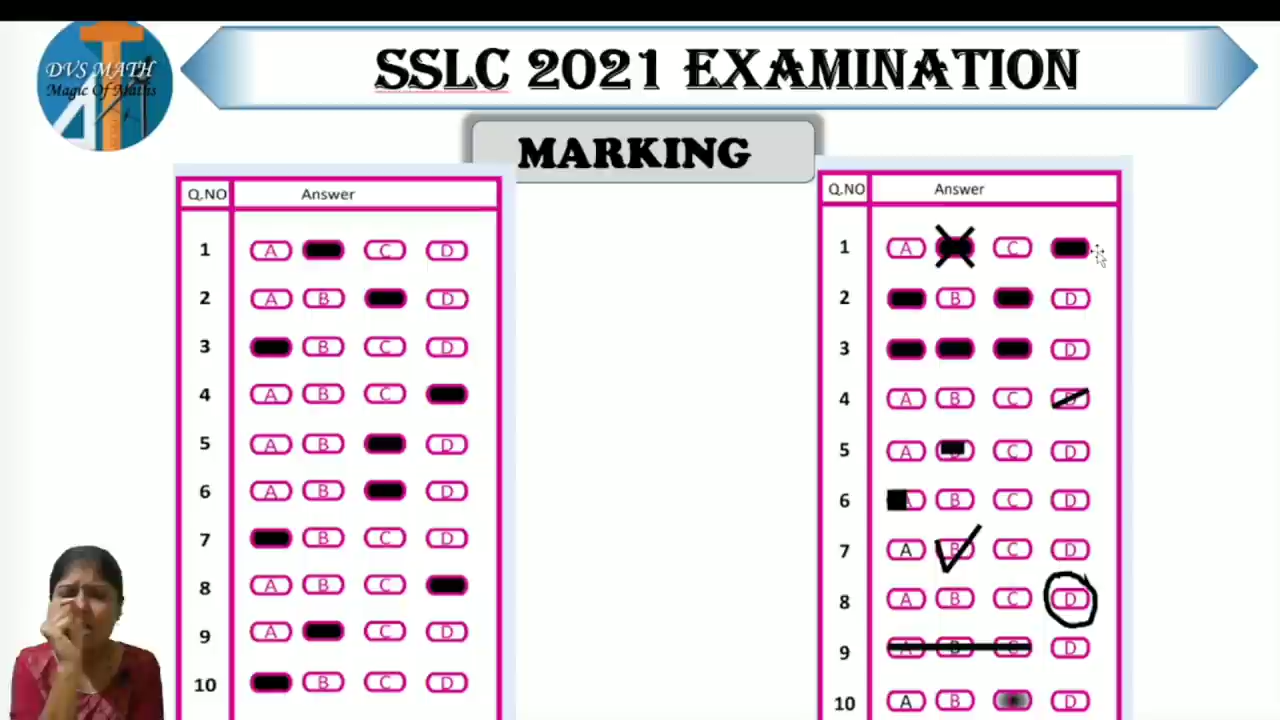 DVS MATH
Magic Of Maths
SSLC 2021 EXAMINATION
MARKING
Q.NO Answer
1 A C D
2 A B D
3 B C D
4 A B C
5 A B D
6 A B D
7 B C D
8 A B C
9 A C D
10 B C D
Q.NO Answer
1 A C
2 B D
3 D
4 A B C D
5 A B C D
6 A B C D
7 A B C D
8 A B C D
9 A B C D
10 A B D